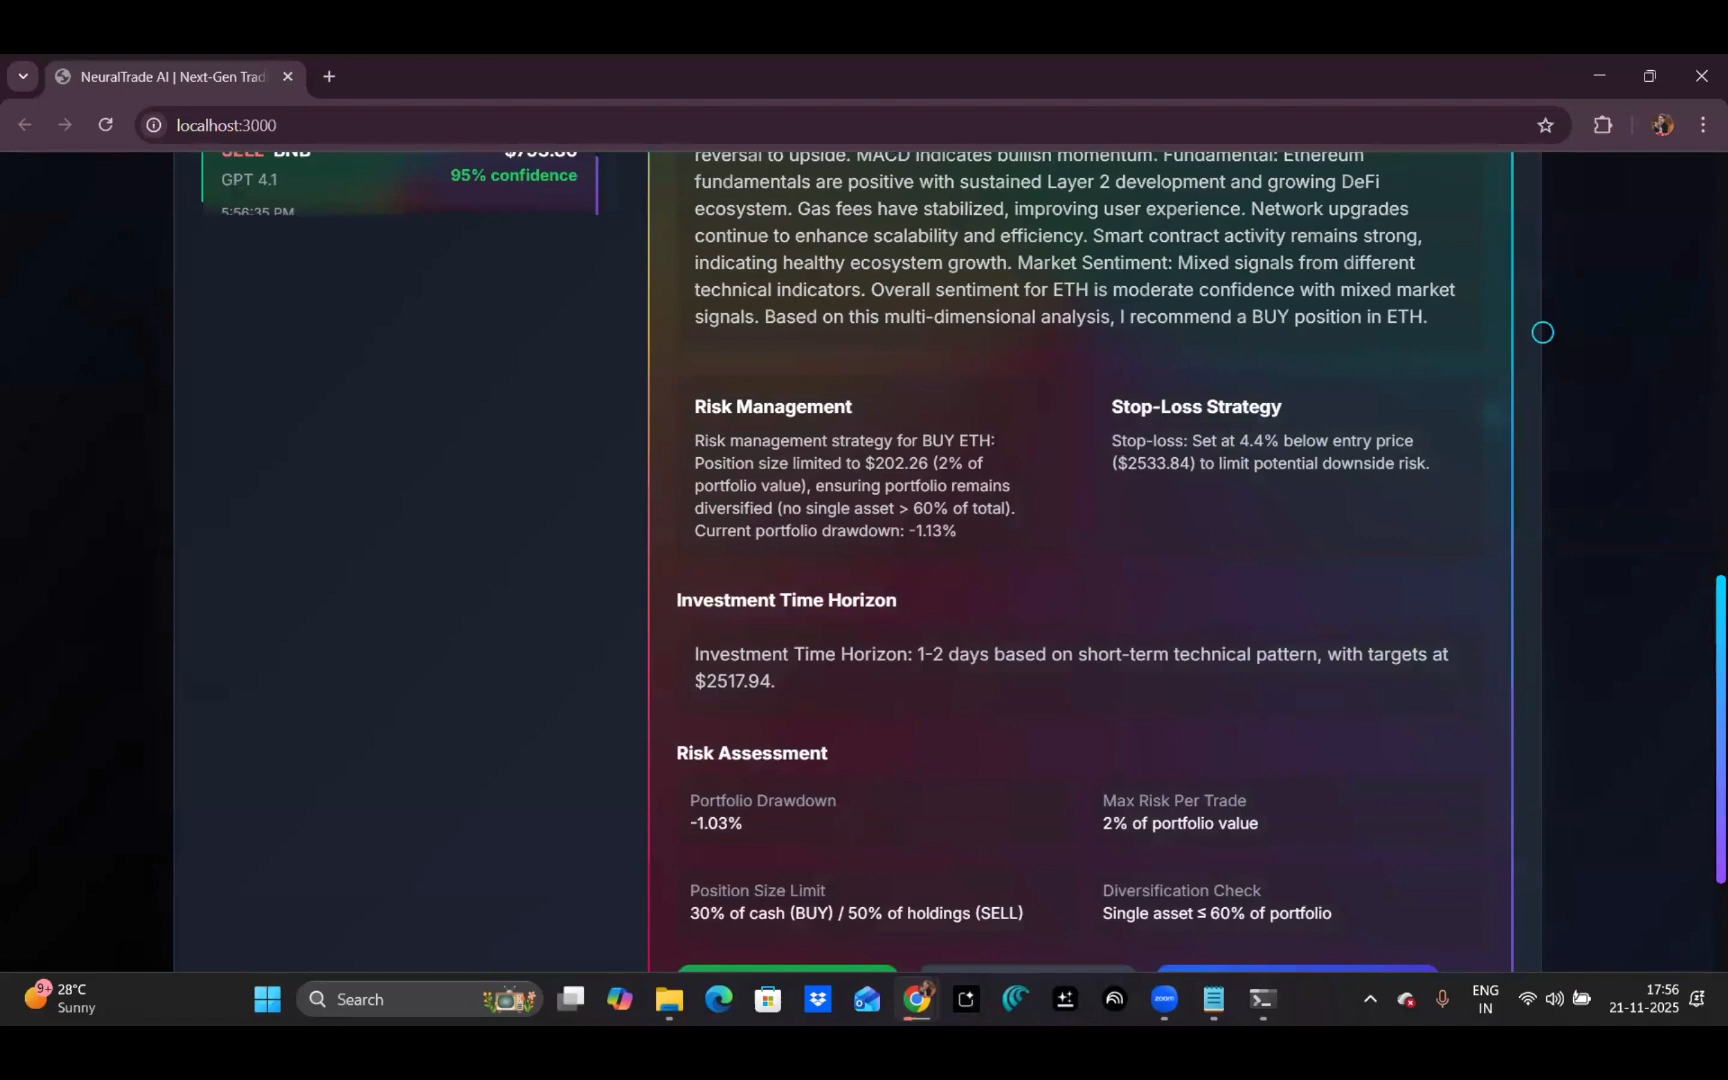 NeuralTrade AI | Next-Gen Trad
localhost:3000
SELL BNB
GPT 4.1
95% confidence
5:56:35 PM
reversal to upside. MACD indicates bullish momentum. Fundamental: Ethereum
fundamentals are positive with sustained Layer 2 development and growing DeFi
ecosystem. Gas fees have stabilized, improving user experience. Network upgrades
continue to enhance scalability and efficiency. Smart contract activity remains strong,
indicating healthy ecosystem growth. Market Sentiment: Mixed signals from different
technical indicators. Overall sentiment for ETH is moderate confidence with mixed market
signals. Based on this multi-dimensional analysis, I recommend a BUY position in ETH.
Risk Management
Risk management strategy for BUY ETH:
Position size limited to $202.26 (2% of
portfolio value), ensuring portfolio remains
diversified (no single asset > 60% of total).
Current portfolio drawdown: -1.13%
Stop-Loss Strategy
Stop-loss: Set at 4.4% below entry price
($2533.84) to limit potential downside risk.
Investment Time Horizon
Investment Time Horizon: 1-2 days based on short-term technical pattern, with targets at
$2517.94.
Risk Assessment
Portfolio Drawdown
-1.03%
Max Risk Per Trade
2% of portfolio value
Position Size Limit
30% of cash (BUY) / 50% of holdings (SELL)
Diversification Check
Single asset ≤ 60% of portfolio
9+
28°C
Sunny
Search
zoom
ENG
IN
17:56
21-11-2025